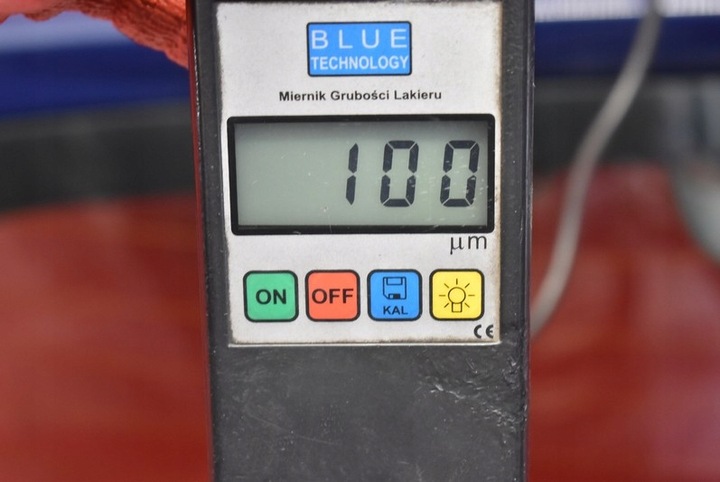 BLUE
TECHNOLOGY
Miernik Grubości Lakieru
100
μm
ON OFF KAL
CE